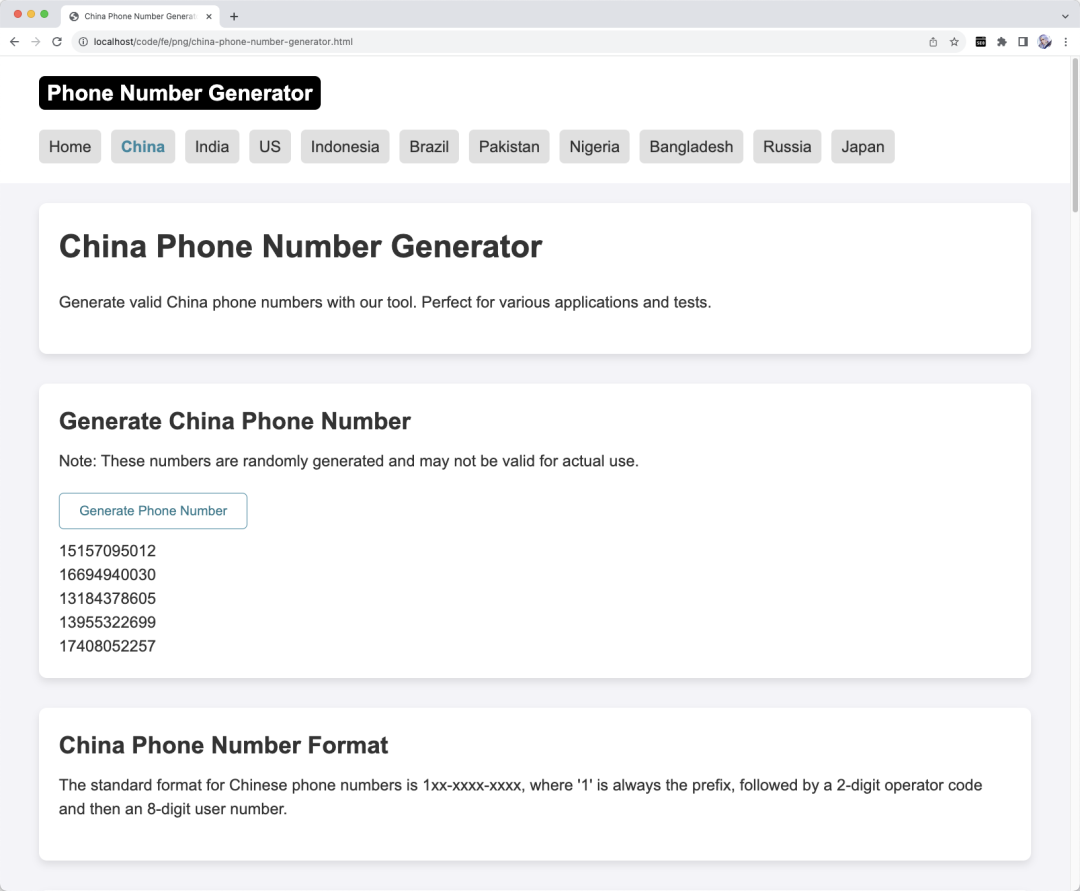 China Phone Number Generat
localhost/code/fe/png/china-phone-number-generator.html
Phone Number Generator
Home China India US Indonesia Brazil Pakistan Nigeria Bangladesh Russia Japan
China Phone Number Generator
Generate valid China phone numbers with our tool. Perfect for various applications and tests.
Generate China Phone Number
Note: These numbers are randomly generated and may not be valid for actual use.
Generate Phone Number
15157095012
16694940030
13184378605
13955322699
17408052257
China Phone Number Format
The standard format for Chinese phone numbers is 1xx-xxxx-xxxx, where '1' is always the prefix, followed by a 2-digit operator code
and then an 8-digit user number.